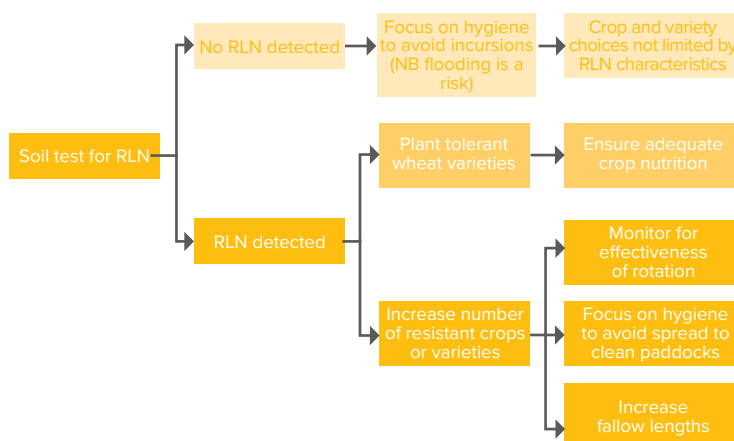 Soil test for RLN
No RLN detected
Focus on hygiene
to avoid incursions
(NB flooding is a
risk)
Crop and variety
choices not limited by
RLN characteristics
RLN detected
Plant tolerant
wheat varieties
Ensure adequate
crop nutrition
Increase number
of resistant crops
or varieties
Monitor for
effectiveness
of rotation
Focus on hygiene
to avoid spread to
clean paddocks
Increase
fallow lengths